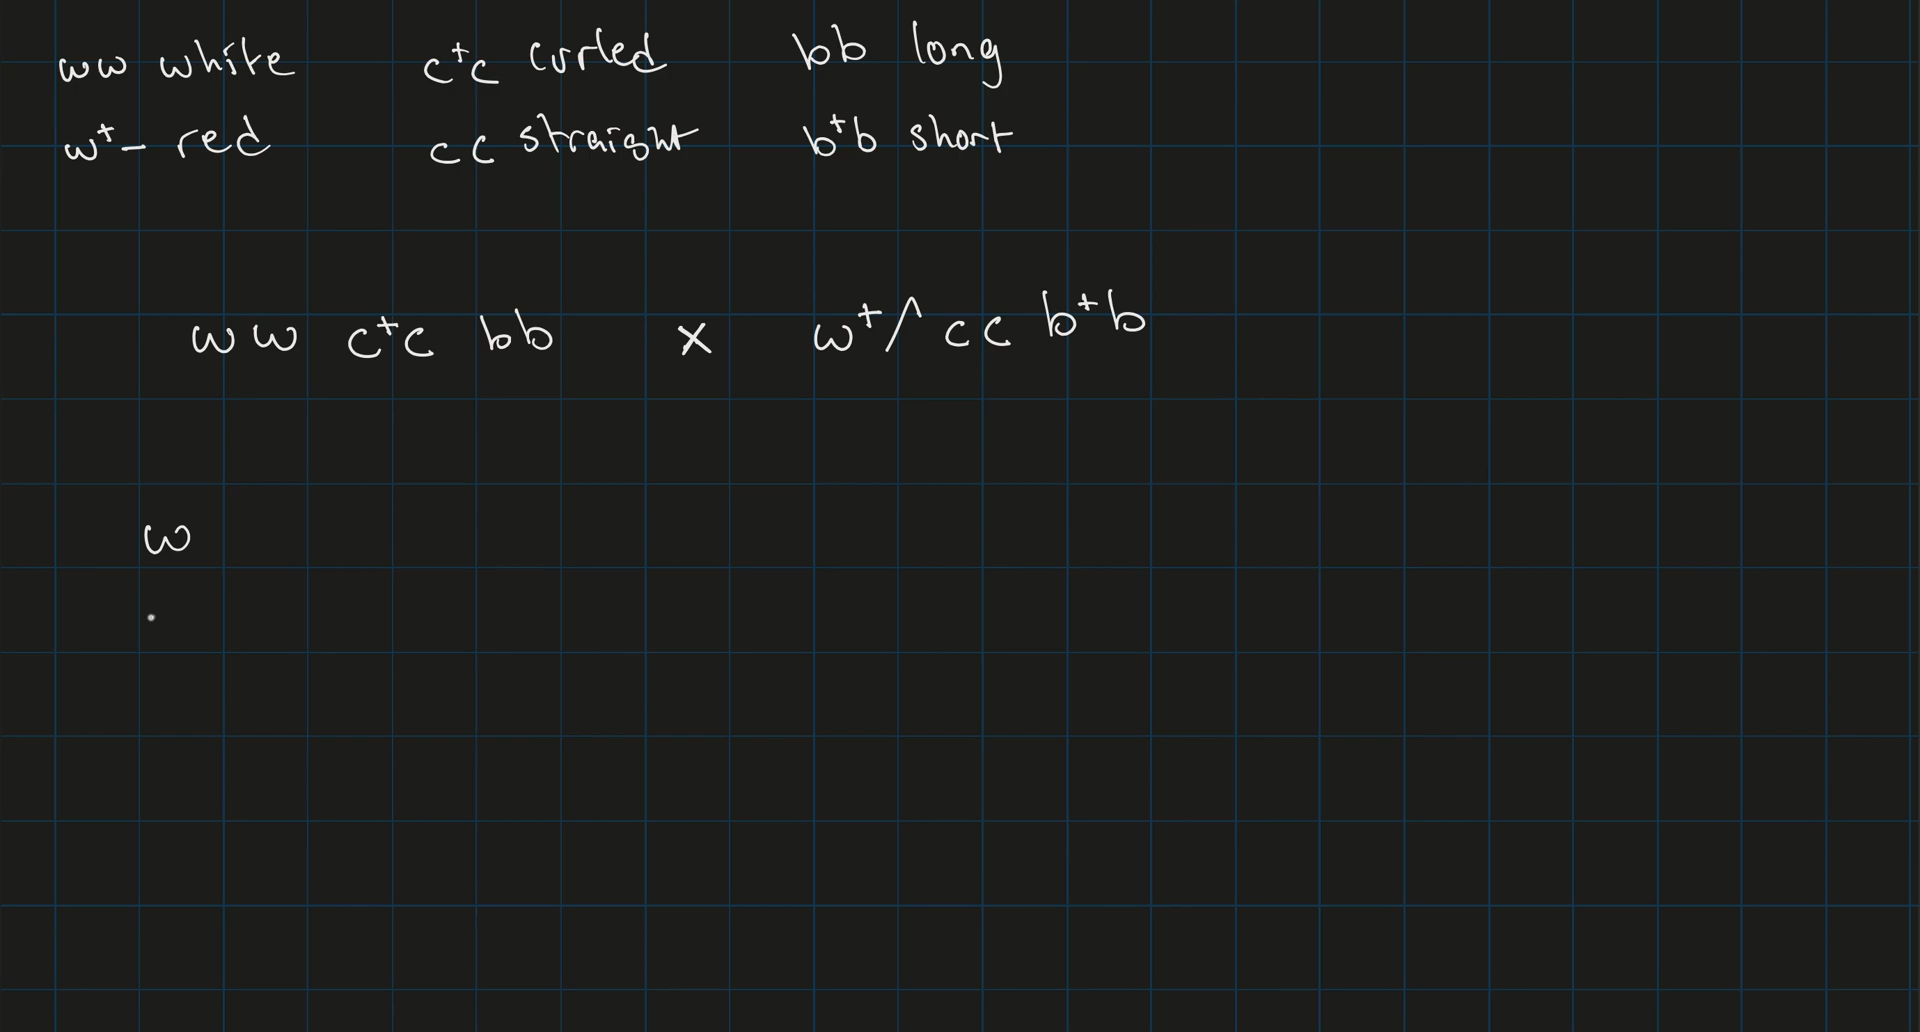 ww white c⁺c curled bb long
w⁺- red cc straight b⁺b short
ww c⁺c bb x w⁺/^ cc b⁺b
w